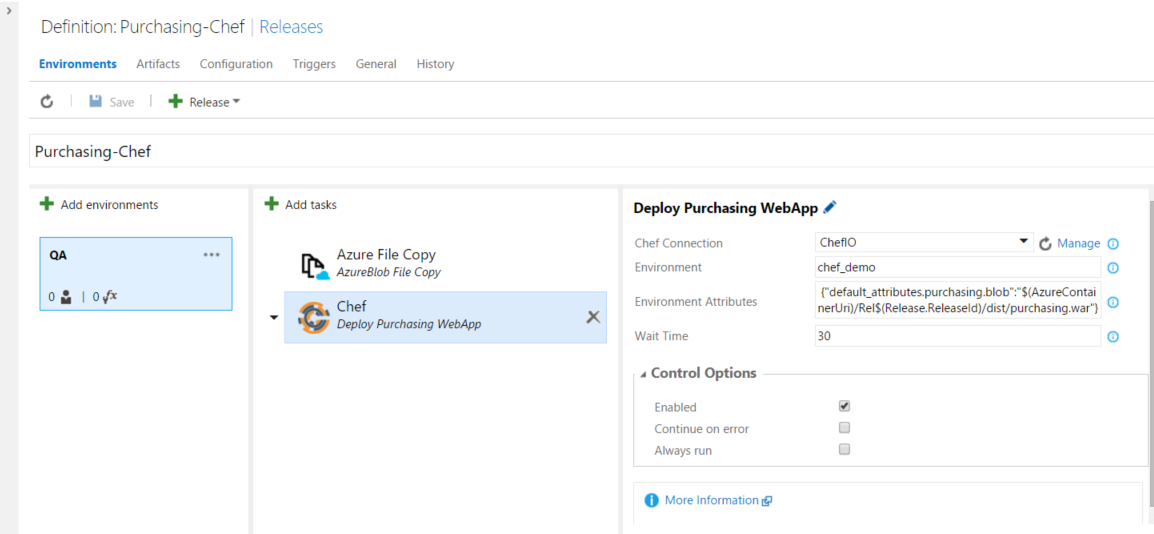 Definition: Purchasing-Chef | Releases
Environments Artifacts Configuration Triggers General History
Save Release
Purchasing-Chef
Add environments
QA
0 | 0 fx
Add tasks
Azure File Copy
AzureBlob File Copy
Chef
Deploy Purchasing WebApp
Deploy Purchasing WebApp
Chef Connection ChefIO Manage
Environment chef_demo
Environment Attributes {"default_attributes.purchasing.blob":"$(AzureContai
nerUri)/Rel$(Release.ReleaseId)/dist/purchasing.war"}
Wait Time 30
Control Options
Enabled
Continue on error
Always run
More Information